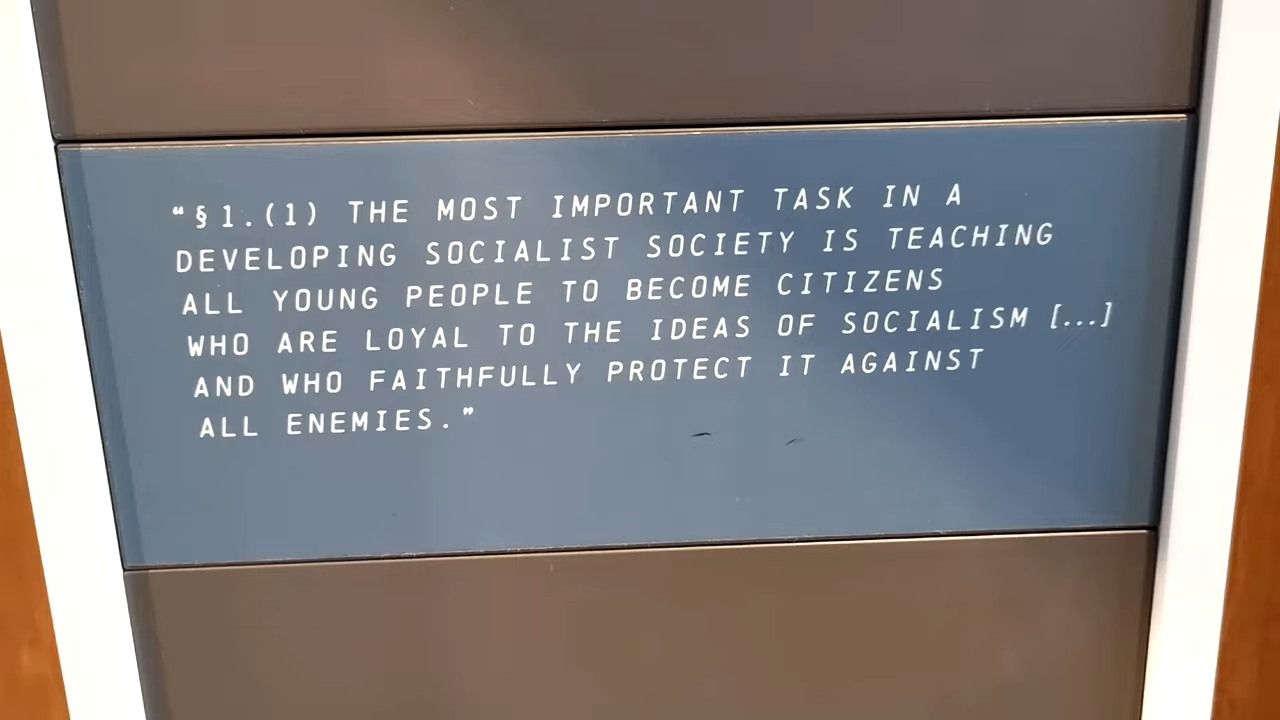 “§1.(1) THE MOST IMPORTANT TASK IN A
DEVELOPING SOCIALIST SOCIETY IS TEACHING
ALL YOUNG PEOPLE TO BECOME CITIZENS
WHO ARE LOYAL TO THE IDEAS OF SOCIALISM [...]
AND WHO FAITHFULLY PROTECT IT AGAINST
ALL ENEMIES.”